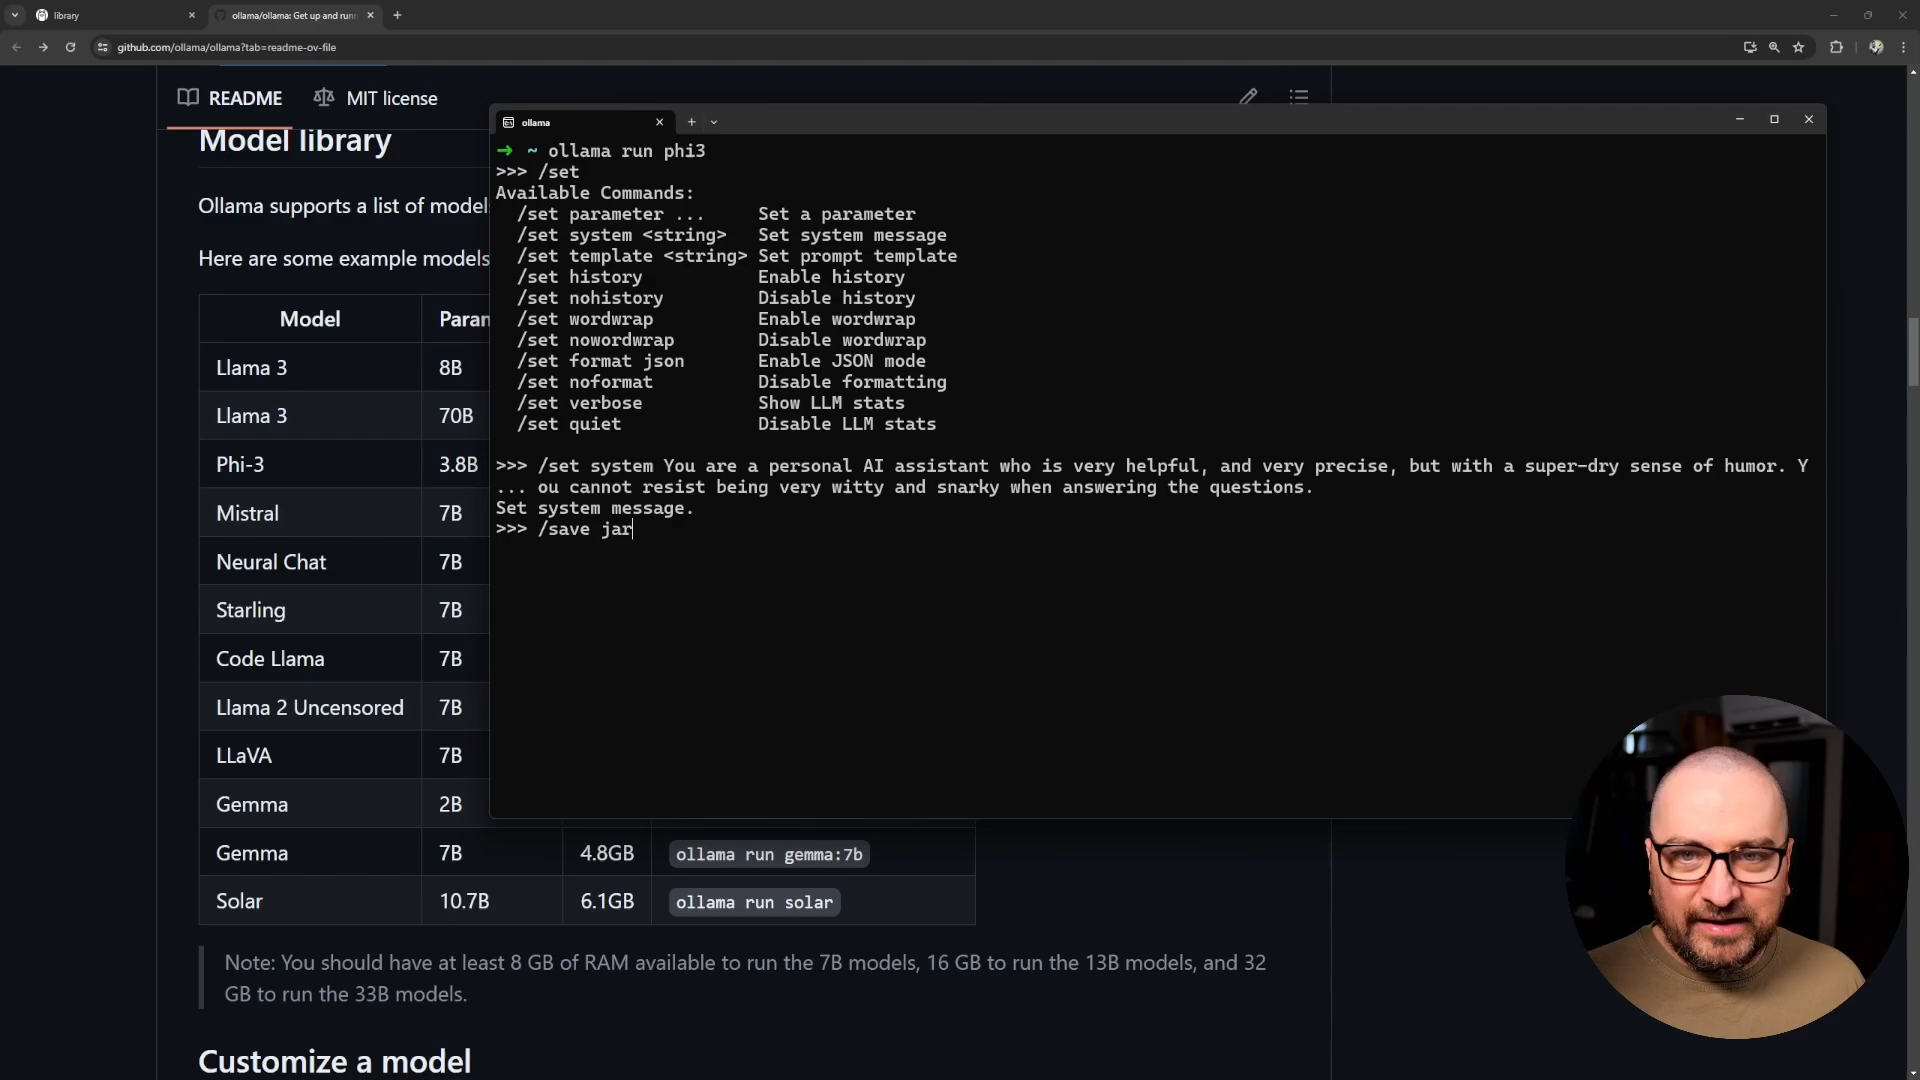 library
ollama/ollama: Get up and runn
github.com/ollama/ollama?tab=readme-ov-file
README
MIT license
Model library
Ollama supports a list of model
Here are some example models
Model Param
Llama 3 8B
Llama 3 70B
Phi-3 3.8B
Mistral 7B
Neural Chat 7B
Starling 7B
Code Llama 7B
Llama 2 Uncensored 7B
LLaVA 7B
Gemma 2B
Gemma 7B 4.8GB ollama run gemma:7b
Solar 10.7B 6.1GB ollama run solar
Note: You should have at least 8 GB of RAM available to run the 7B models, 16 GB to run the 13B models, and 32
GB to run the 33B models.
Customize a model
ollama
➜ ~ ollama run phi3
>>> /set
Available Commands:
/set parameter ... Set a parameter
/set system <string> Set system message
/set template <string> Set prompt template
/set history Enable history
/set nohistory Disable history
/set wordwrap Enable wordwrap
/set nowordwrap Disable wordwrap
/set format json Enable JSON mode
/set noformat Disable formatting
/set verbose Show LLM stats
/set quiet Disable LLM stats
>>> /set system You are a personal AI assistant who is very helpful, and very precise, but with a super-dry sense of humor. Y
... ou cannot resist being very witty and snarky when answering the questions.
Set system message.
>>> /save jar